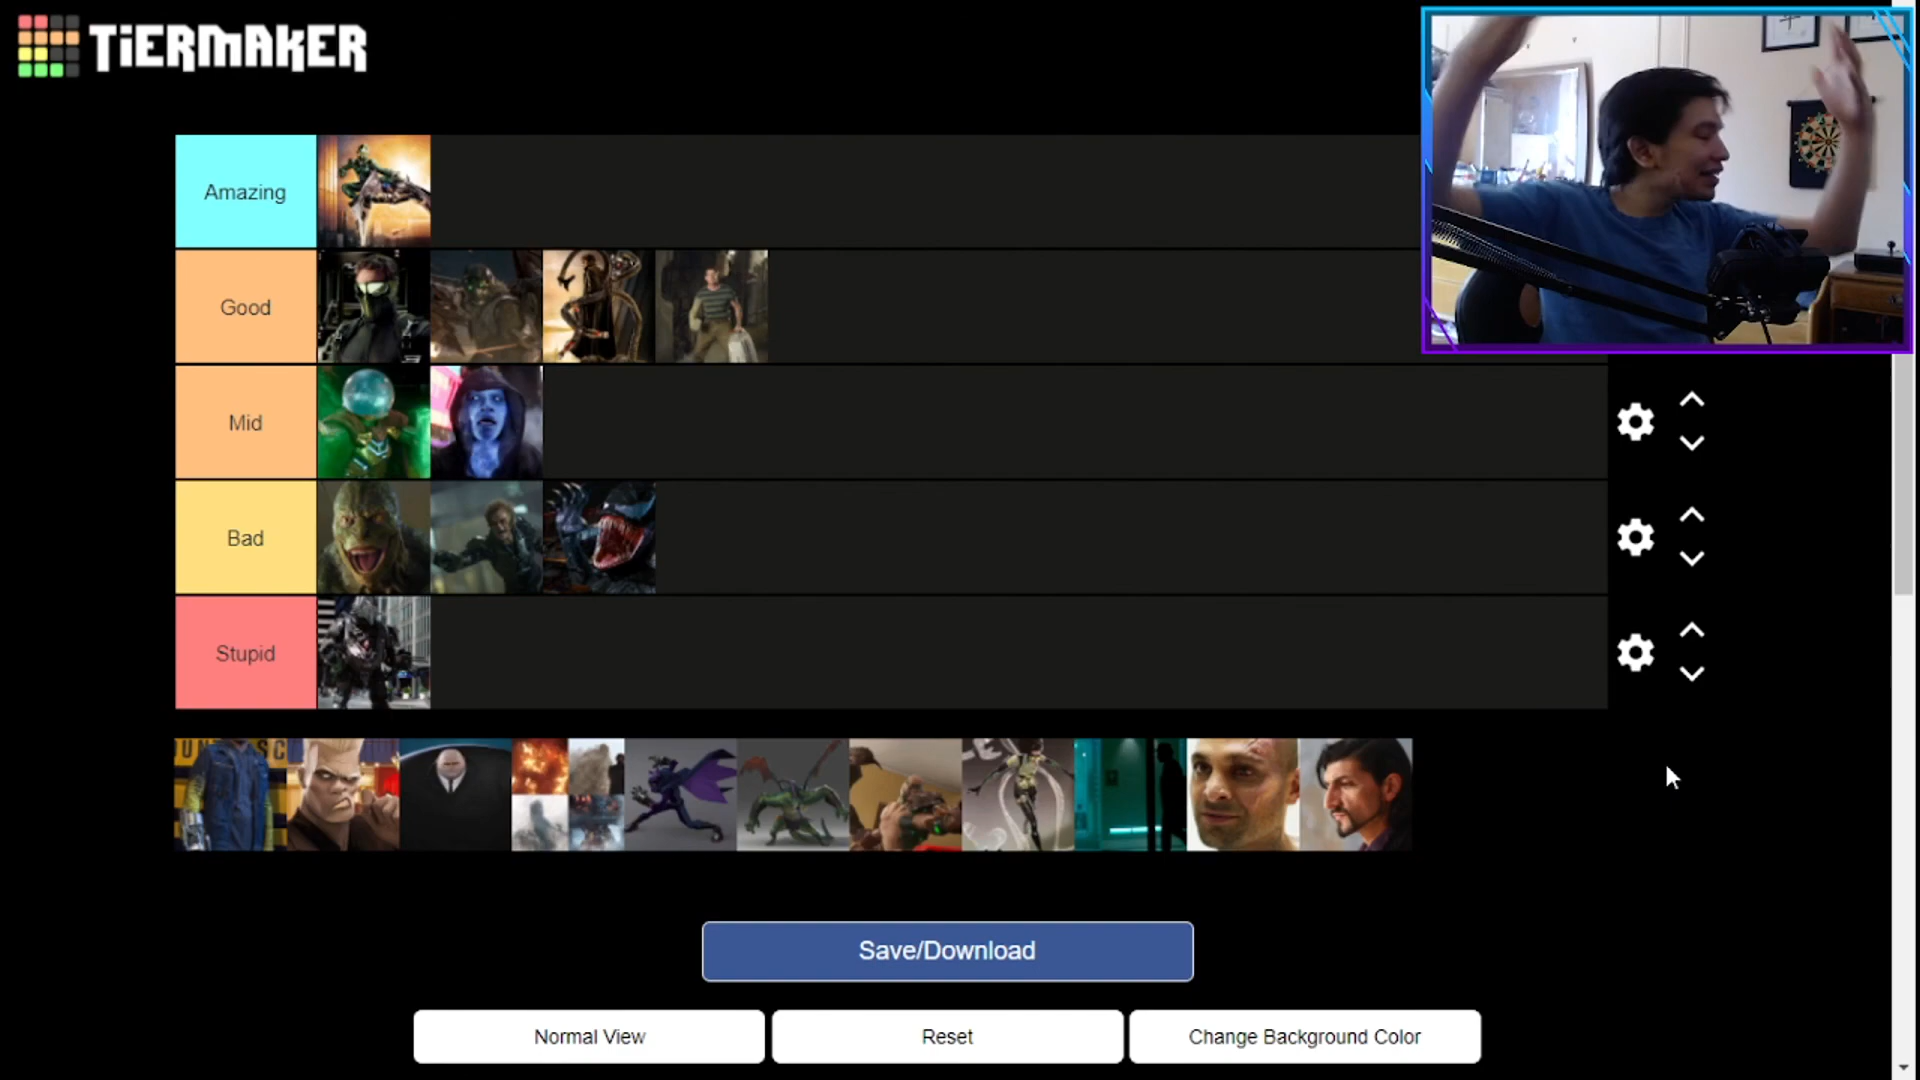 TiERMAKER
Amazing
Good
Mid
Bad
Stupid
Save/Download
Normal View
Reset
Change Background Color